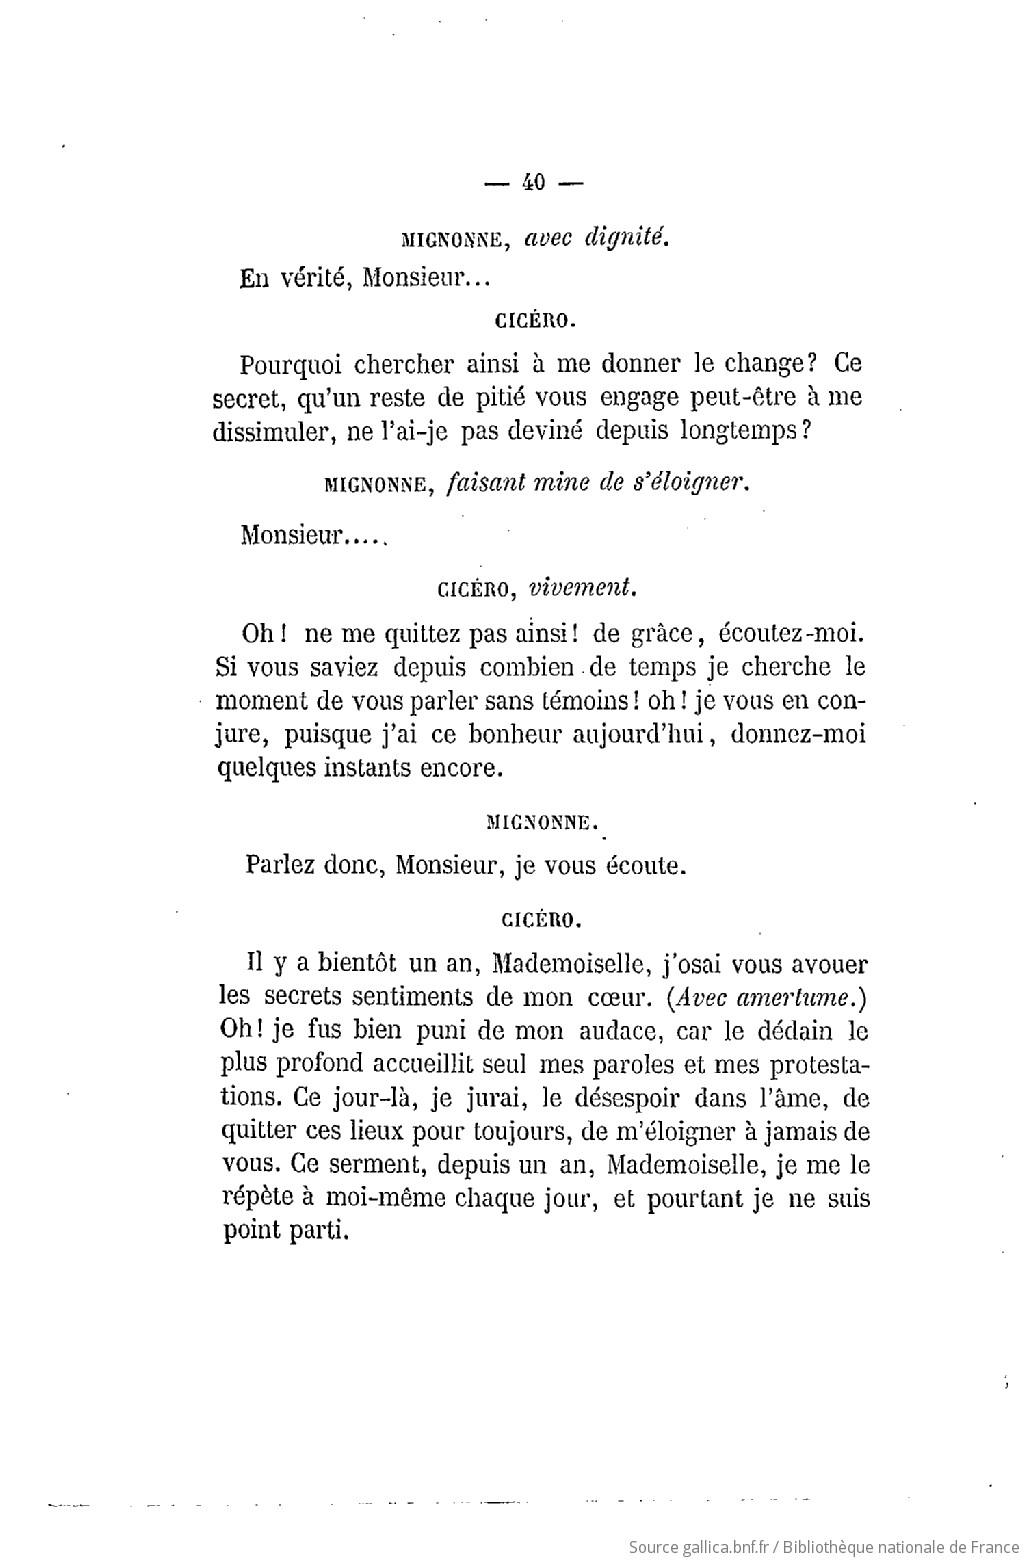 — 40 —
MIGNONNE, avec dignité.
En vérité, Monsieur...
CICÉRO.
Pourquoi chercher ainsi à me donner le change? Ce
secret, qu'un reste de pitié vous engage peut-être à me
dissimuler, ne l'ai-je pas deviné depuis longtemps?
MIGNONNE, faisant mine de s'éloigner.
Monsieur.....
CICÉRO, vivement.
Oh! ne me quittez pas ainsi! de grâce, écoutez-moi.
Si vous saviez depuis combien de temps je cherche le
moment de vous parler sans témoins! oh! je vous en con-
jure, puisque j'ai ce bonheur aujourd'hui, donnez-moi
quelques instants encore.
MIGNONNE.
Parlez donc, Monsieur, je vous écoute.
CICÉRO.
Il y a bientôt un an, Mademoiselle, j'osai vous avouer
les secrets sentiments de mon cœur. (Avec amertume.)
Oh! je fus bien puni de mon audace, car le dédain le
plus profond accueillit seul mes paroles et mes protesta-
tions. Ce jour-là, je jurai, le désespoir dans l'âme, de
quitter ces lieux pour toujours, de m'éloigner à jamais de
vous. Ce serment, depuis un an, Mademoiselle, je me le
répète à moi-même chaque jour, et pourtant je ne suis
point parti.
Source gallica.bnf.fr / Bibliothèque nationale de France